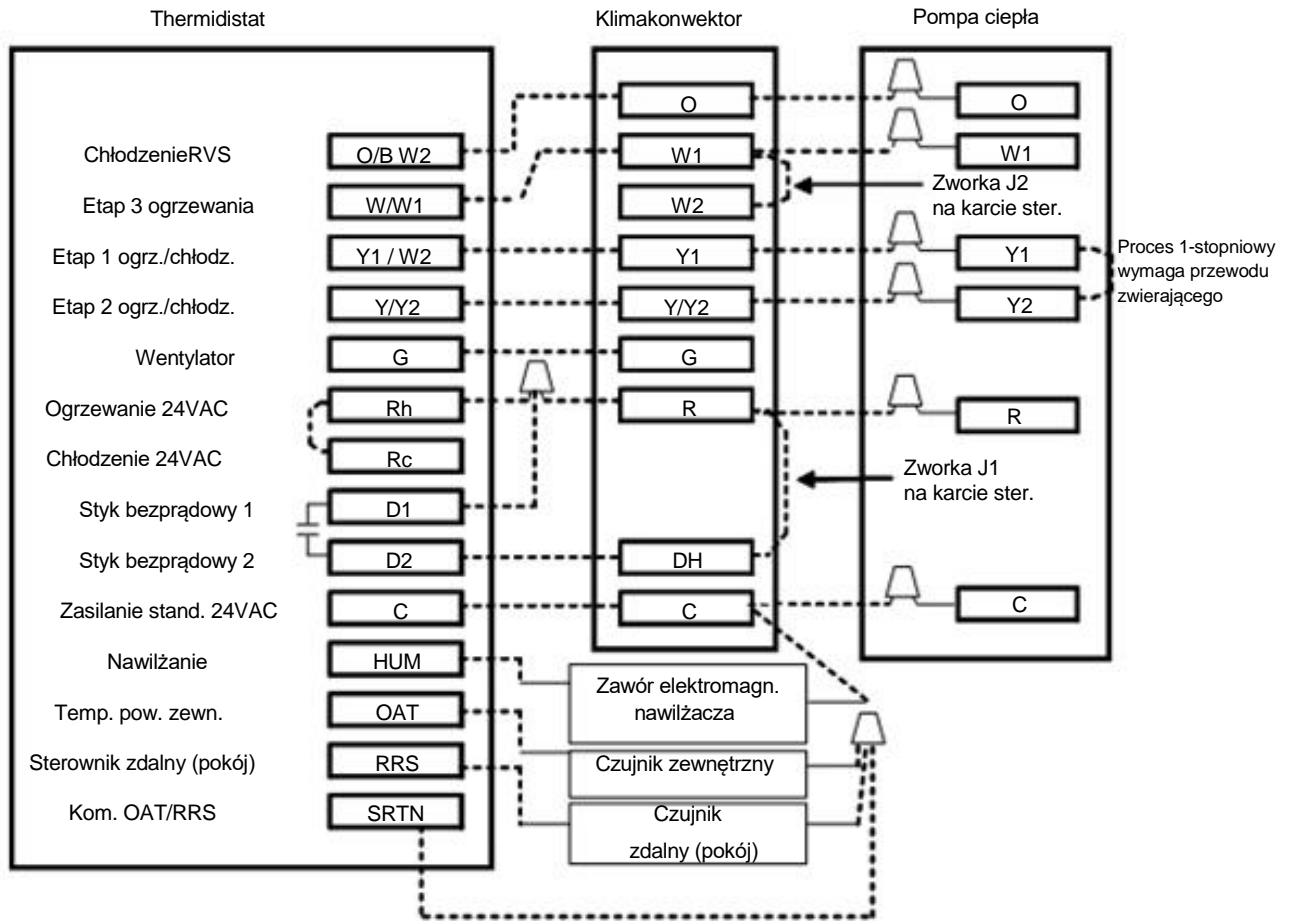 Thermidistat
Klimakonwektor
Pompa ciepła
ChłodzenieRVS
O/B W2
Etap 3 ogrzewania
W/W1
Etap 1 ogrz./chłodz.
Y1 / W2
Etap 2 ogrz./chłodz.
Y/Y2
Wentylator
G
Ogrzewanie 24VAC
Rh
Chłodzenie 24VAC
Rc
Styk bezprądowy 1
D1
Styk bezprądowy 2
D2
Zasilanie stand. 24VAC
C
Nawilżanie
HUM
Temp. pow. zewn.
OAT
Sterownik zdalny (pokój)
RRS
Kom. OAT/RRS
SRTN
O
W1
W2
Y1
Y/Y2
G
R
DH
C
Zawór elektromagn.
nawilżacza
Czujnik zewnętrzny
Czujnik
zdalny (pokój)
O
W1
Zworka J2
na karcie ster.
Y1
Y2
Proces 1-stopniowy
wymaga przewodu
zwierającego
R
Zworka J1
na karcie ster.
C